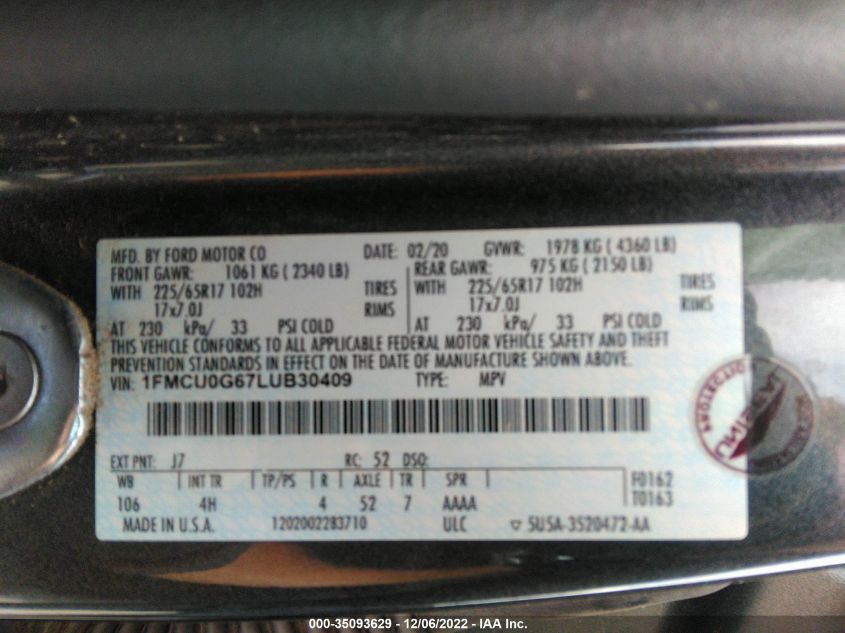 MFD. BY FORD MOTOR CO DATE: 02/20 GVWR: 1978 KG ( 4360 LB)
FRONT GAWR: 1061 KG ( 2340 LB) REAR GAWR: 975 KG ( 2150 LB)
WITH 225/65R17 102H TIRES WITH 225/65R17 102H TIRES
17x7.0J RIMS 17x7.0J RIMS
AT 230 kPa/ 33 PSI COLD AT 230 kPa/ 33 PSI COLD
THIS VEHICLE CONFORMS TO ALL APPLICABLE FEDERAL MOTOR VEHICLE SAFETY AND THEFT
PREVENTION STANDARDS IN EFFECT ON THE DATE OF MANUFACTURE SHOWN ABOVE.
VIN: 1FMCU0G67LUB30409 TYPE: MPV
EXT PNT: J7 RC: 52 DSO:
WB INT TR TP/PS R AXLE TR SPR F0162
106 4H 4 52 7 AAAA T0163
MADE IN U.S.A. 1202002283710 ULC 5U5A-3520472-AA
UNIVERSAL
PROTECTION
000-35093629 - 12/06/2022 - IAA Inc.